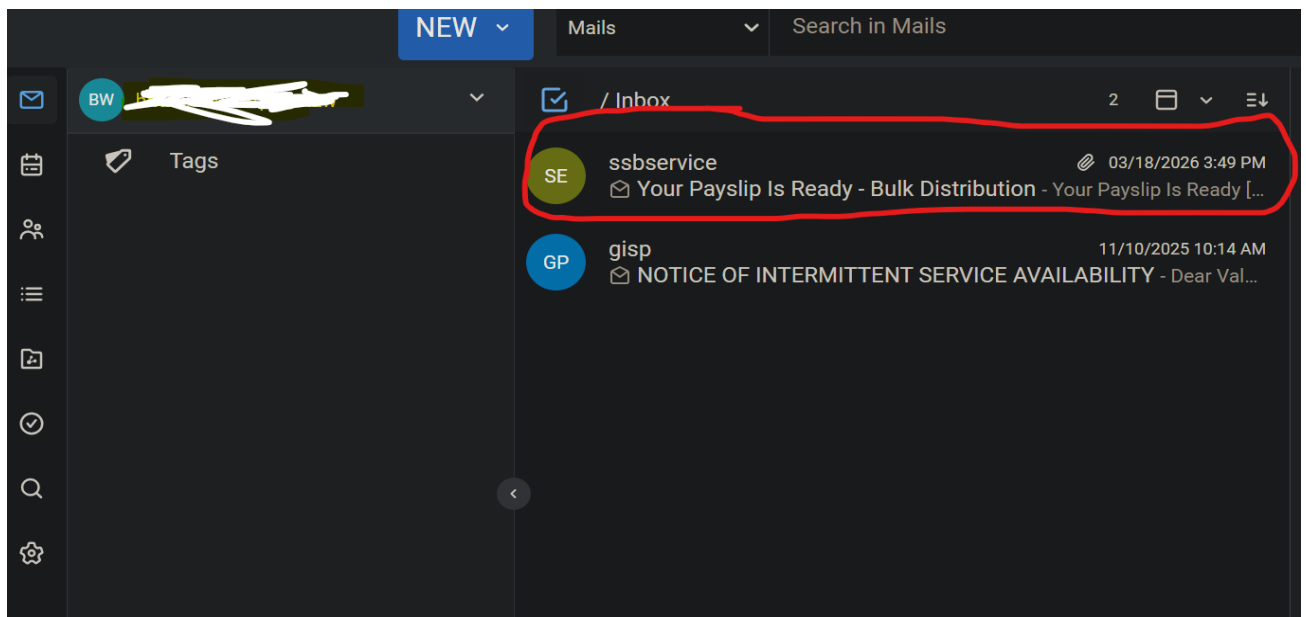 NEW
Mails
Search in Mails
BW
/ Inbox
2
Tags
SE
ssbservice
03/18/2026 3:49 PM
Your Payslip Is Ready - Bulk Distribution - Your Payslip Is Ready [...
GP
gisp
11/10/2025 10:14 AM
NOTICE OF INTERMITTENT SERVICE AVAILABILITY - Dear Val...